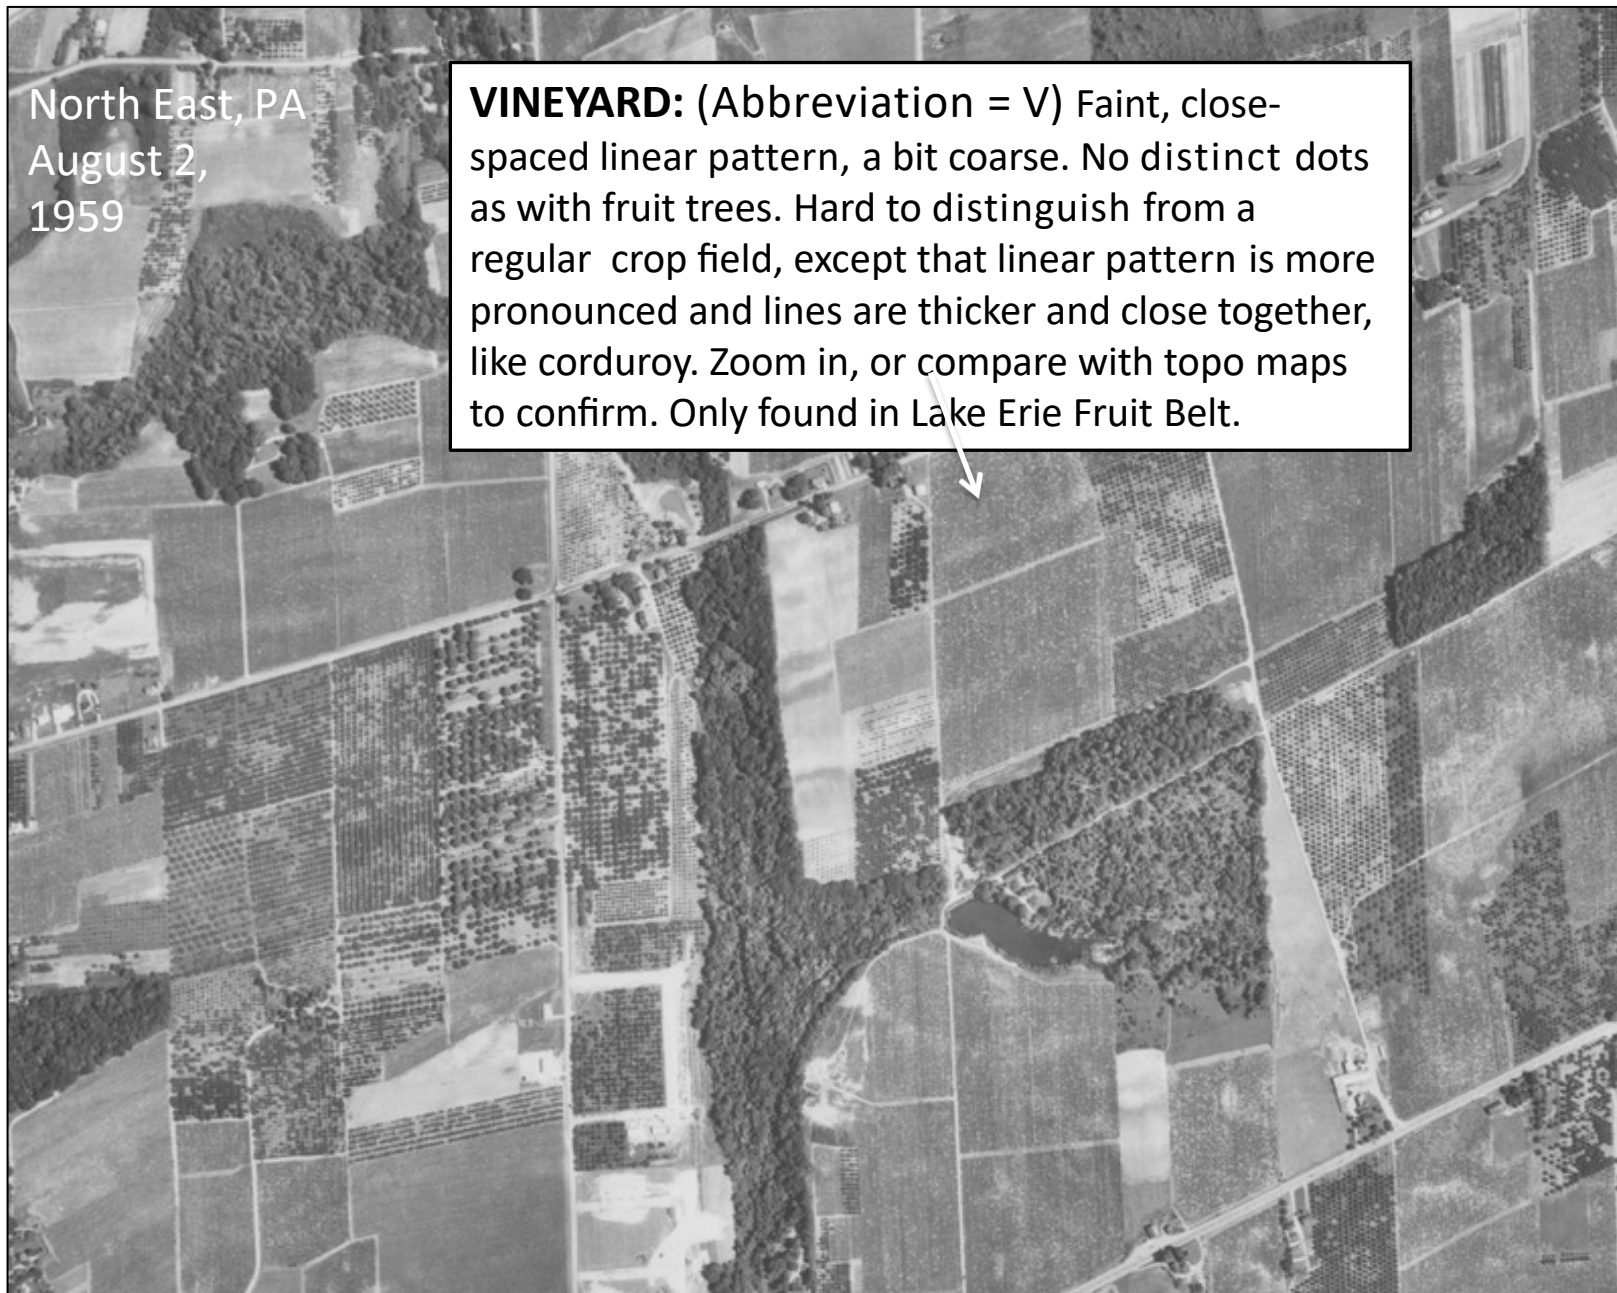 North East, PA
August 2,
1959
VINEYARD: (Abbreviation = V) Faint, close-
spaced linear pattern, a bit coarse. No distinct dots
as with fruit trees. Hard to distinguish from a
regular crop field, except that linear pattern is more
pronounced and lines are thicker and close together,
like corduroy. Zoom in, or compare with topo maps
to confirm. Only found in Lake Erie Fruit Belt.